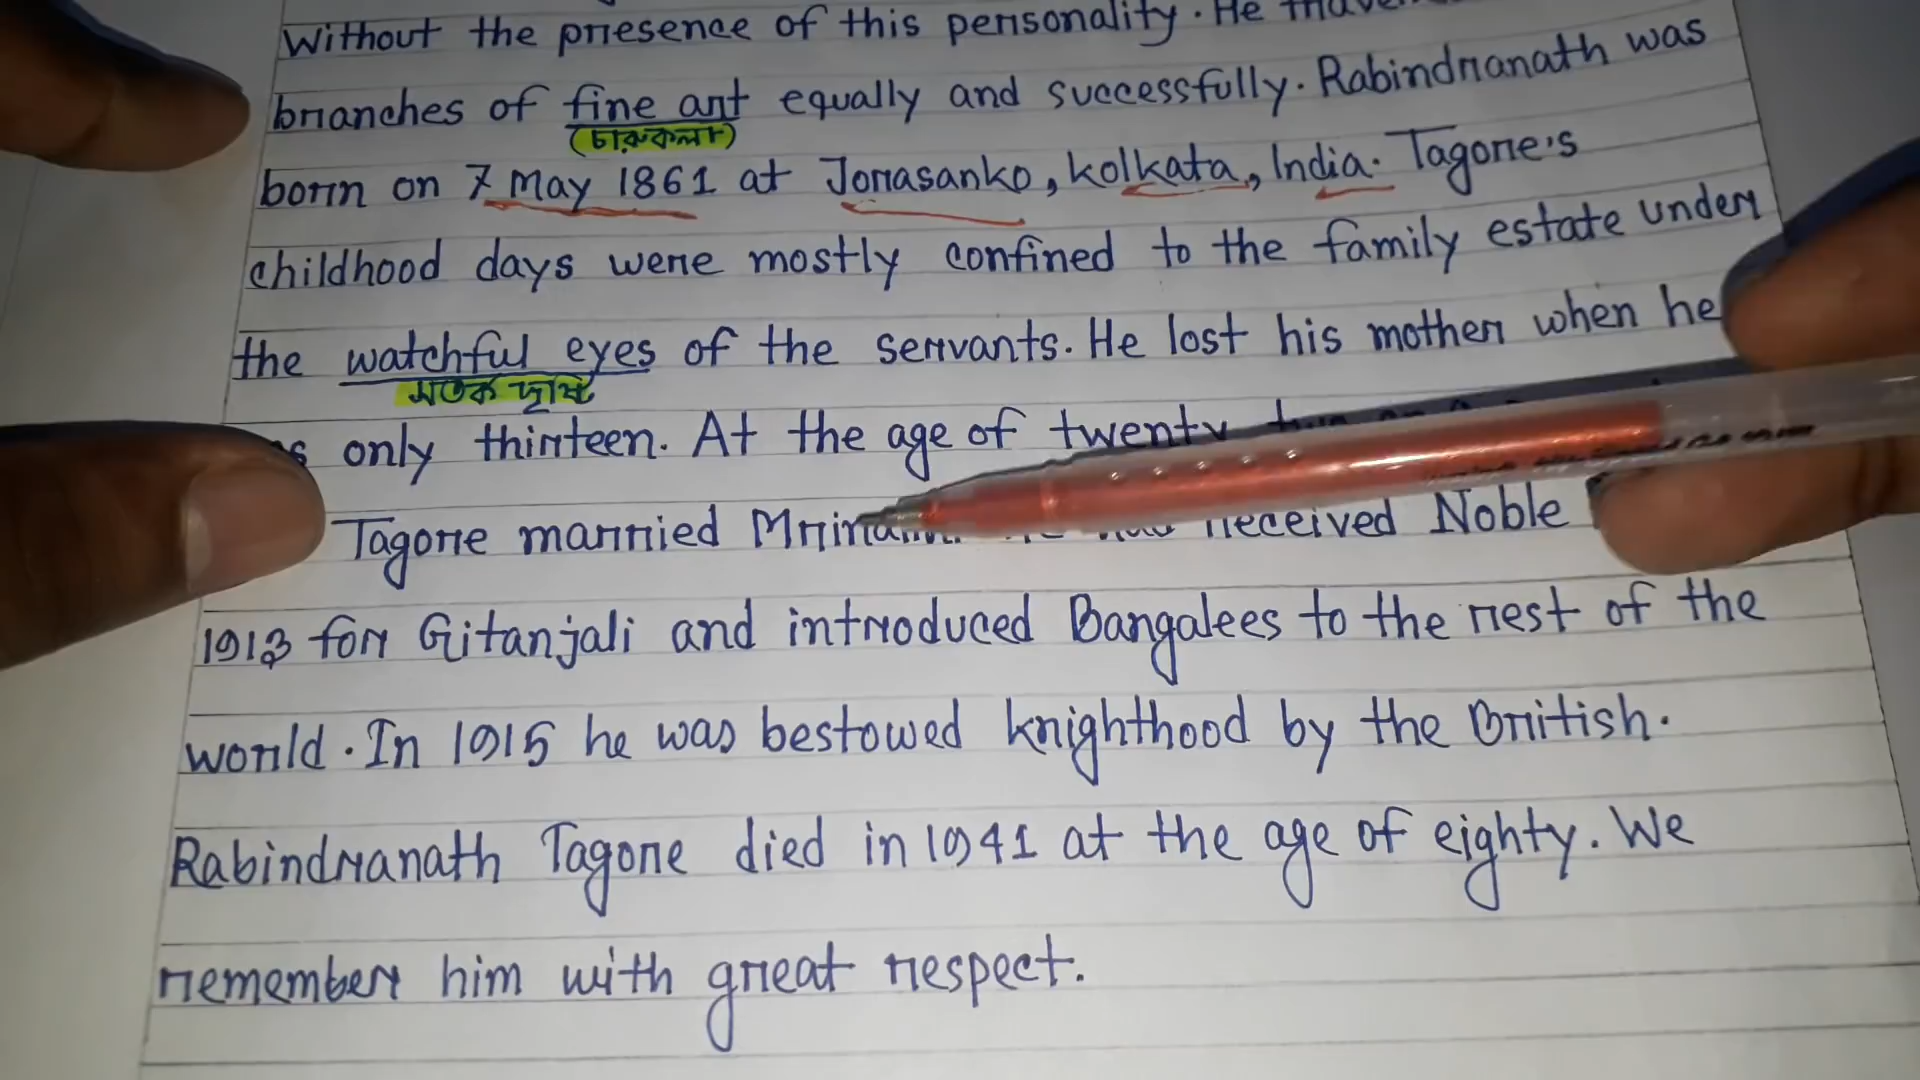 Without the presence of this personality. He
branches of fine art equally and successfully. Rabindranath was
(চারুকলা)
born on 7 May 1861 at Jorasanko, Kolkata, India. Tagore's
childhood days were mostly confined to the family estate under
the watchful eyes of the servants. He lost his mother when he
সতর্ক দৃষ্টি
only thirteen. At the age of twenty
Tagore married received Noble
1913 for Gitanjali and introduced Bangalees to the rest of the
world. In 1915 he was bestowed knighthood by the British.
Rabindranath Tagore died in 1941 at the age of eighty. We
remember him with great respect.